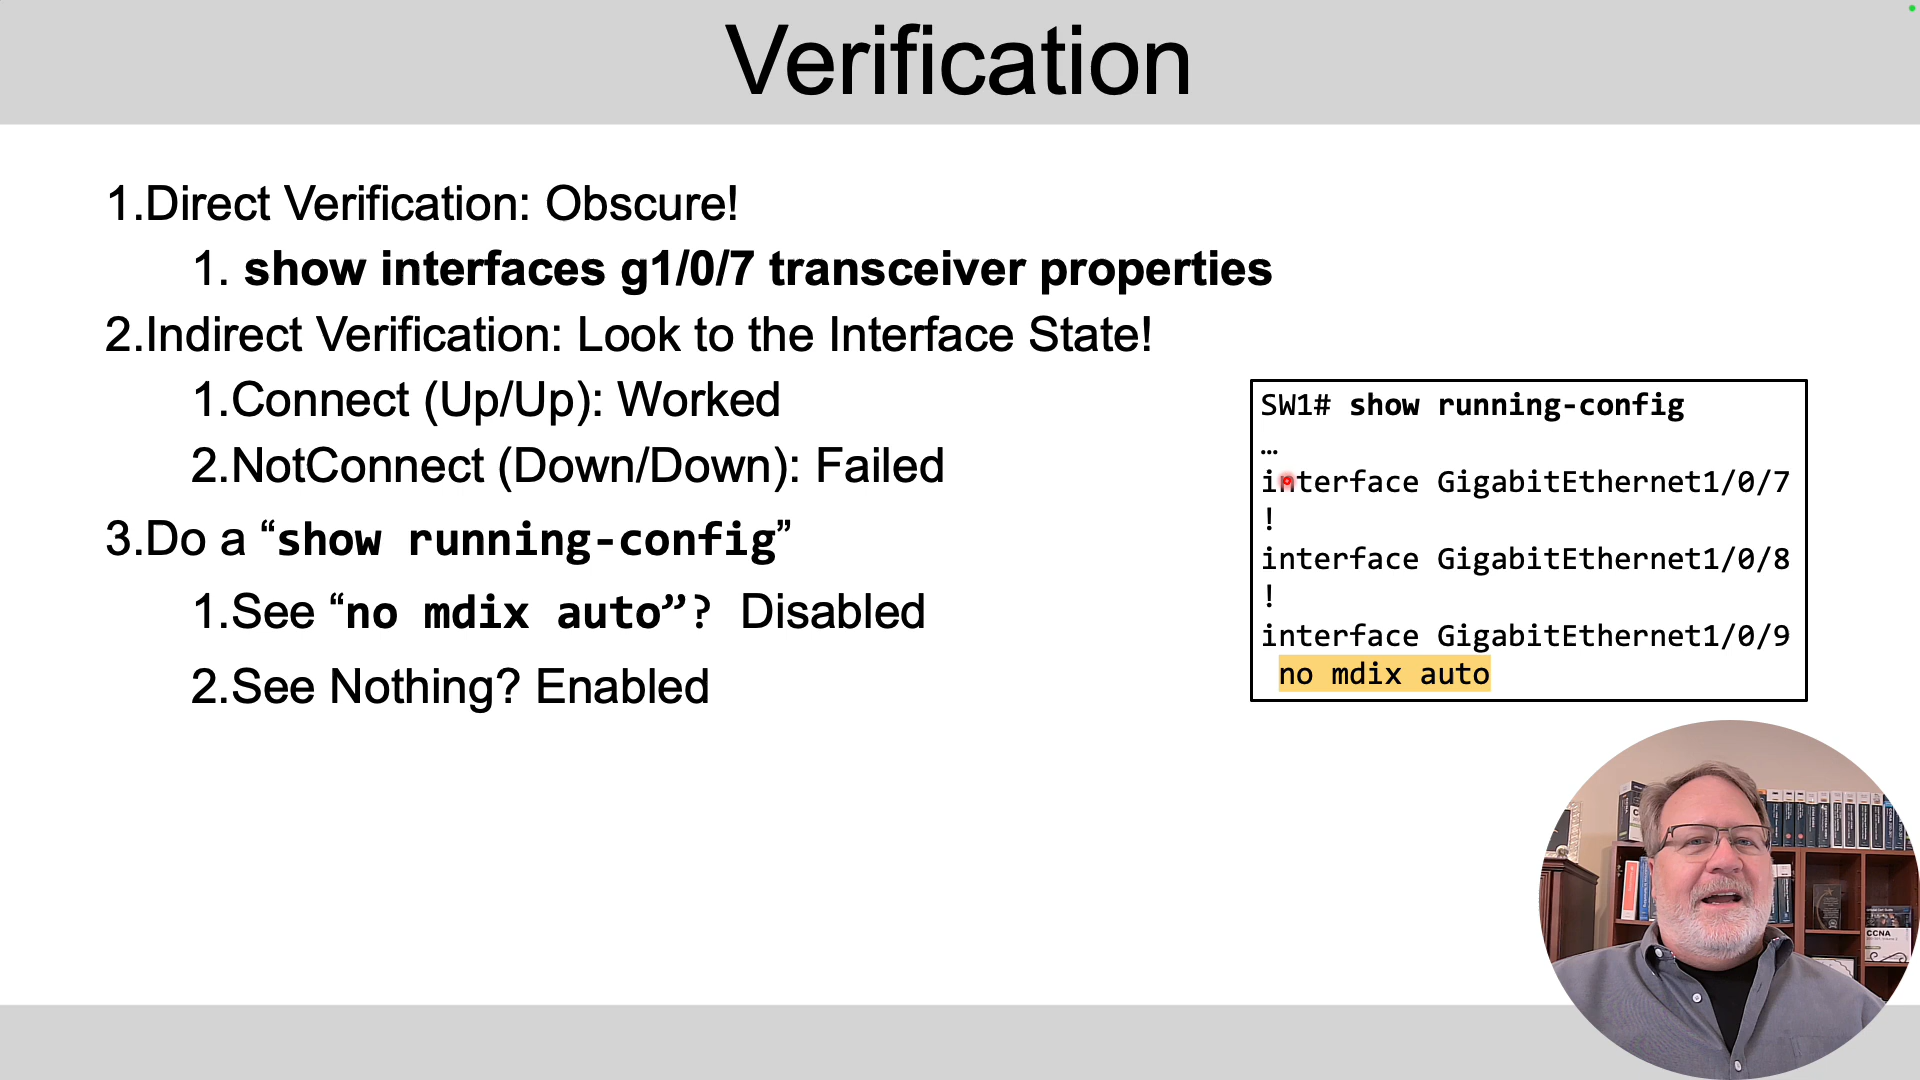 Verification
1.Direct Verification: Obscure!
1. show interfaces g1/0/7 transceiver properties
2.Indirect Verification: Look to the Interface State!
1.Connect (Up/Up): Worked
2.NotConnect (Down/Down): Failed
3.Do a “show running-config”
1.See “no mdix auto”? Disabled
2.See Nothing? Enabled
SW1# show running-config
…
interface GigabitEthernet1/0/7
!
interface GigabitEthernet1/0/8
!
interface GigabitEthernet1/0/9
no mdix auto
CCNA